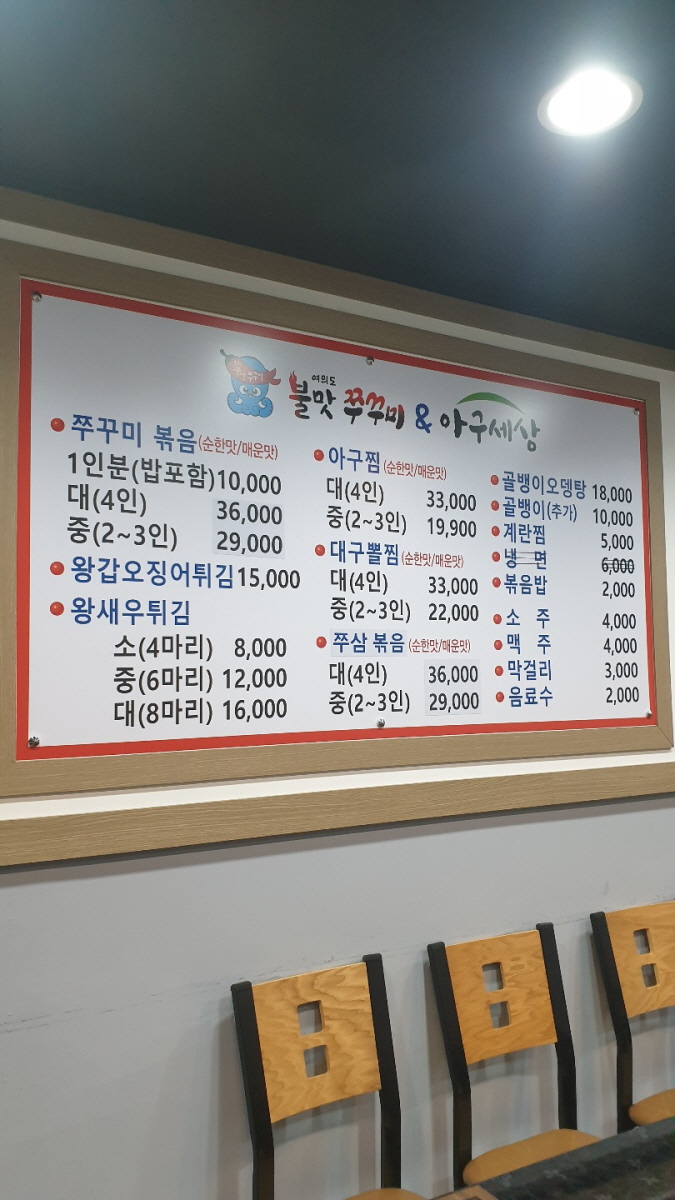 여의도
불맛 쭈꾸미 & 아구세상
쭈꾸미 볶음(순한맛/매운맛)
1인분(밥포함)10,000
대(4인) 36,000
중(2~3인) 29,000
왕갑오징어튀김15,000
왕새우튀김
소(4마리) 8,000
중(6마리) 12,000
대(8마리) 16,000
아구찜(순한맛/매운맛)
대(4인) 33,000
중(2~3인) 19,900
대구뽈찜(순한맛/매운맛)
대(4인) 33,000
중(2~3인) 22,000
쭈삼 볶음 (순한맛/매운맛)
대(4인) 36,000
중(2~3인) 29,000
골뱅이오뎅탕 18,000
골뱅이(추가) 10,000
계란찜 5,000
냉 면 6,000
볶음밥 2,000
소 주 4,000
맥 주 4,000
막걸리 3,000
음료수 2,000